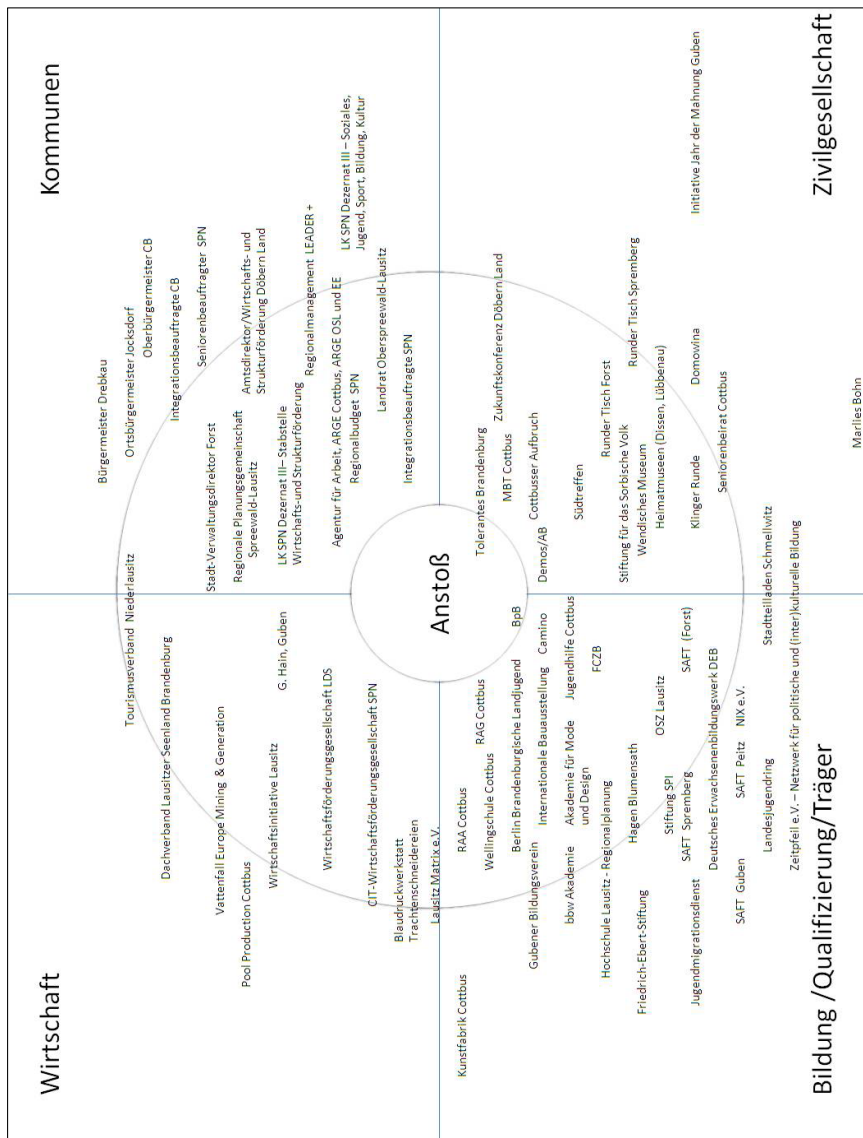 Wirtschaft
Kommunen
Bürgermeister Drebkau
Tourismusverband Niederlausitz
Ortsbürgermeister Jocksdorf
Oberbürgermeister CB
Dachverband Lausitzer Seenland Brandenburg
Integrationsbeauftragte CB
Seniorenbeauftragter SPN
Vattenfall Europe Mining & Generation
Stadt-Verwaltungsdirektor Forst
Pool Production Cottbus
Regionale Planungsgemeinschaft
Spreewald-Lausitz
Amtsdirektor/Wirtschafts- und
Strukturförderung Döbern Land
Wirtschaftsinitiative Lausitz
G. Hain, Guben
LK SPN Dezernat III – Stabstelle
Wirtschafts-und Strukturförderung
Regionalmanagement LEADER +
Wirtschaftsförderungsgesellschaft LDS
Agentur für Arbeit, ARGE Cottbus, ARGE OSL und EE
LK SPN Dezernat III – Soziales,
Jugend, Sport, Bildung, Kultur
Regionalbudget SPN
CIT-Wirtschaftsförderungsgesellschaft SPN
Landrat Oberspreewald-Lausitz
Blaudruckwerkstatt
Trachtenschneidereien
Integrationsbeauftragte SPN
Lausitz Matrix e.V.
Anstoß
Kunstfabrik Cottbus
RAA Cottbus
RAG Cottbus
Tolerantes Brandenburg
Zukunftskonferenz Döbern Land
Wellingschule Cottbus
MBT Cottbus
Berlin Brandenburgische Landjugend
BpB
Gubener Bildungsverein
Cottbusser Aufbruch
Internationale Bauausstellung
Camino
Demos/AB
bbw Akademie
Akademie für Mode
und Design
Jugendhilfe Cottbus
Südtreffen
FCZB
Hochschule Lausitz - Regionalplanung
Runder Tisch Forst
Stiftung für das Sorbische Volk
Runder Tisch Spremberg
Friedrich-Ebert-Stiftung
Hagen Blumensath
Wendisches Museum
OSZ Lausitz
Heimatmuseen (Dissen, Lübbenau)
Stiftung SPI
SAFT Spremberg
SAFT (Forst)
Jugendmigrationsdienst
Klinger Runde
Domowina
Initiative Jahr der Mahnung Guben
Deutsches Erwachsenenbildungswerk DEB
Seniorenbeirat Cottbus
SAFT Guben
SAFT Peitz
NIX e.V.
Landesjugendring
Stadtteilladen Schmellwitz
Zeitpfeil e.V. – Netzwerk für politische und (inter)kulturelle Bildung
Marlies Bohn
Bildung /Qualifizierung/Träger
Zivilgesellschaft